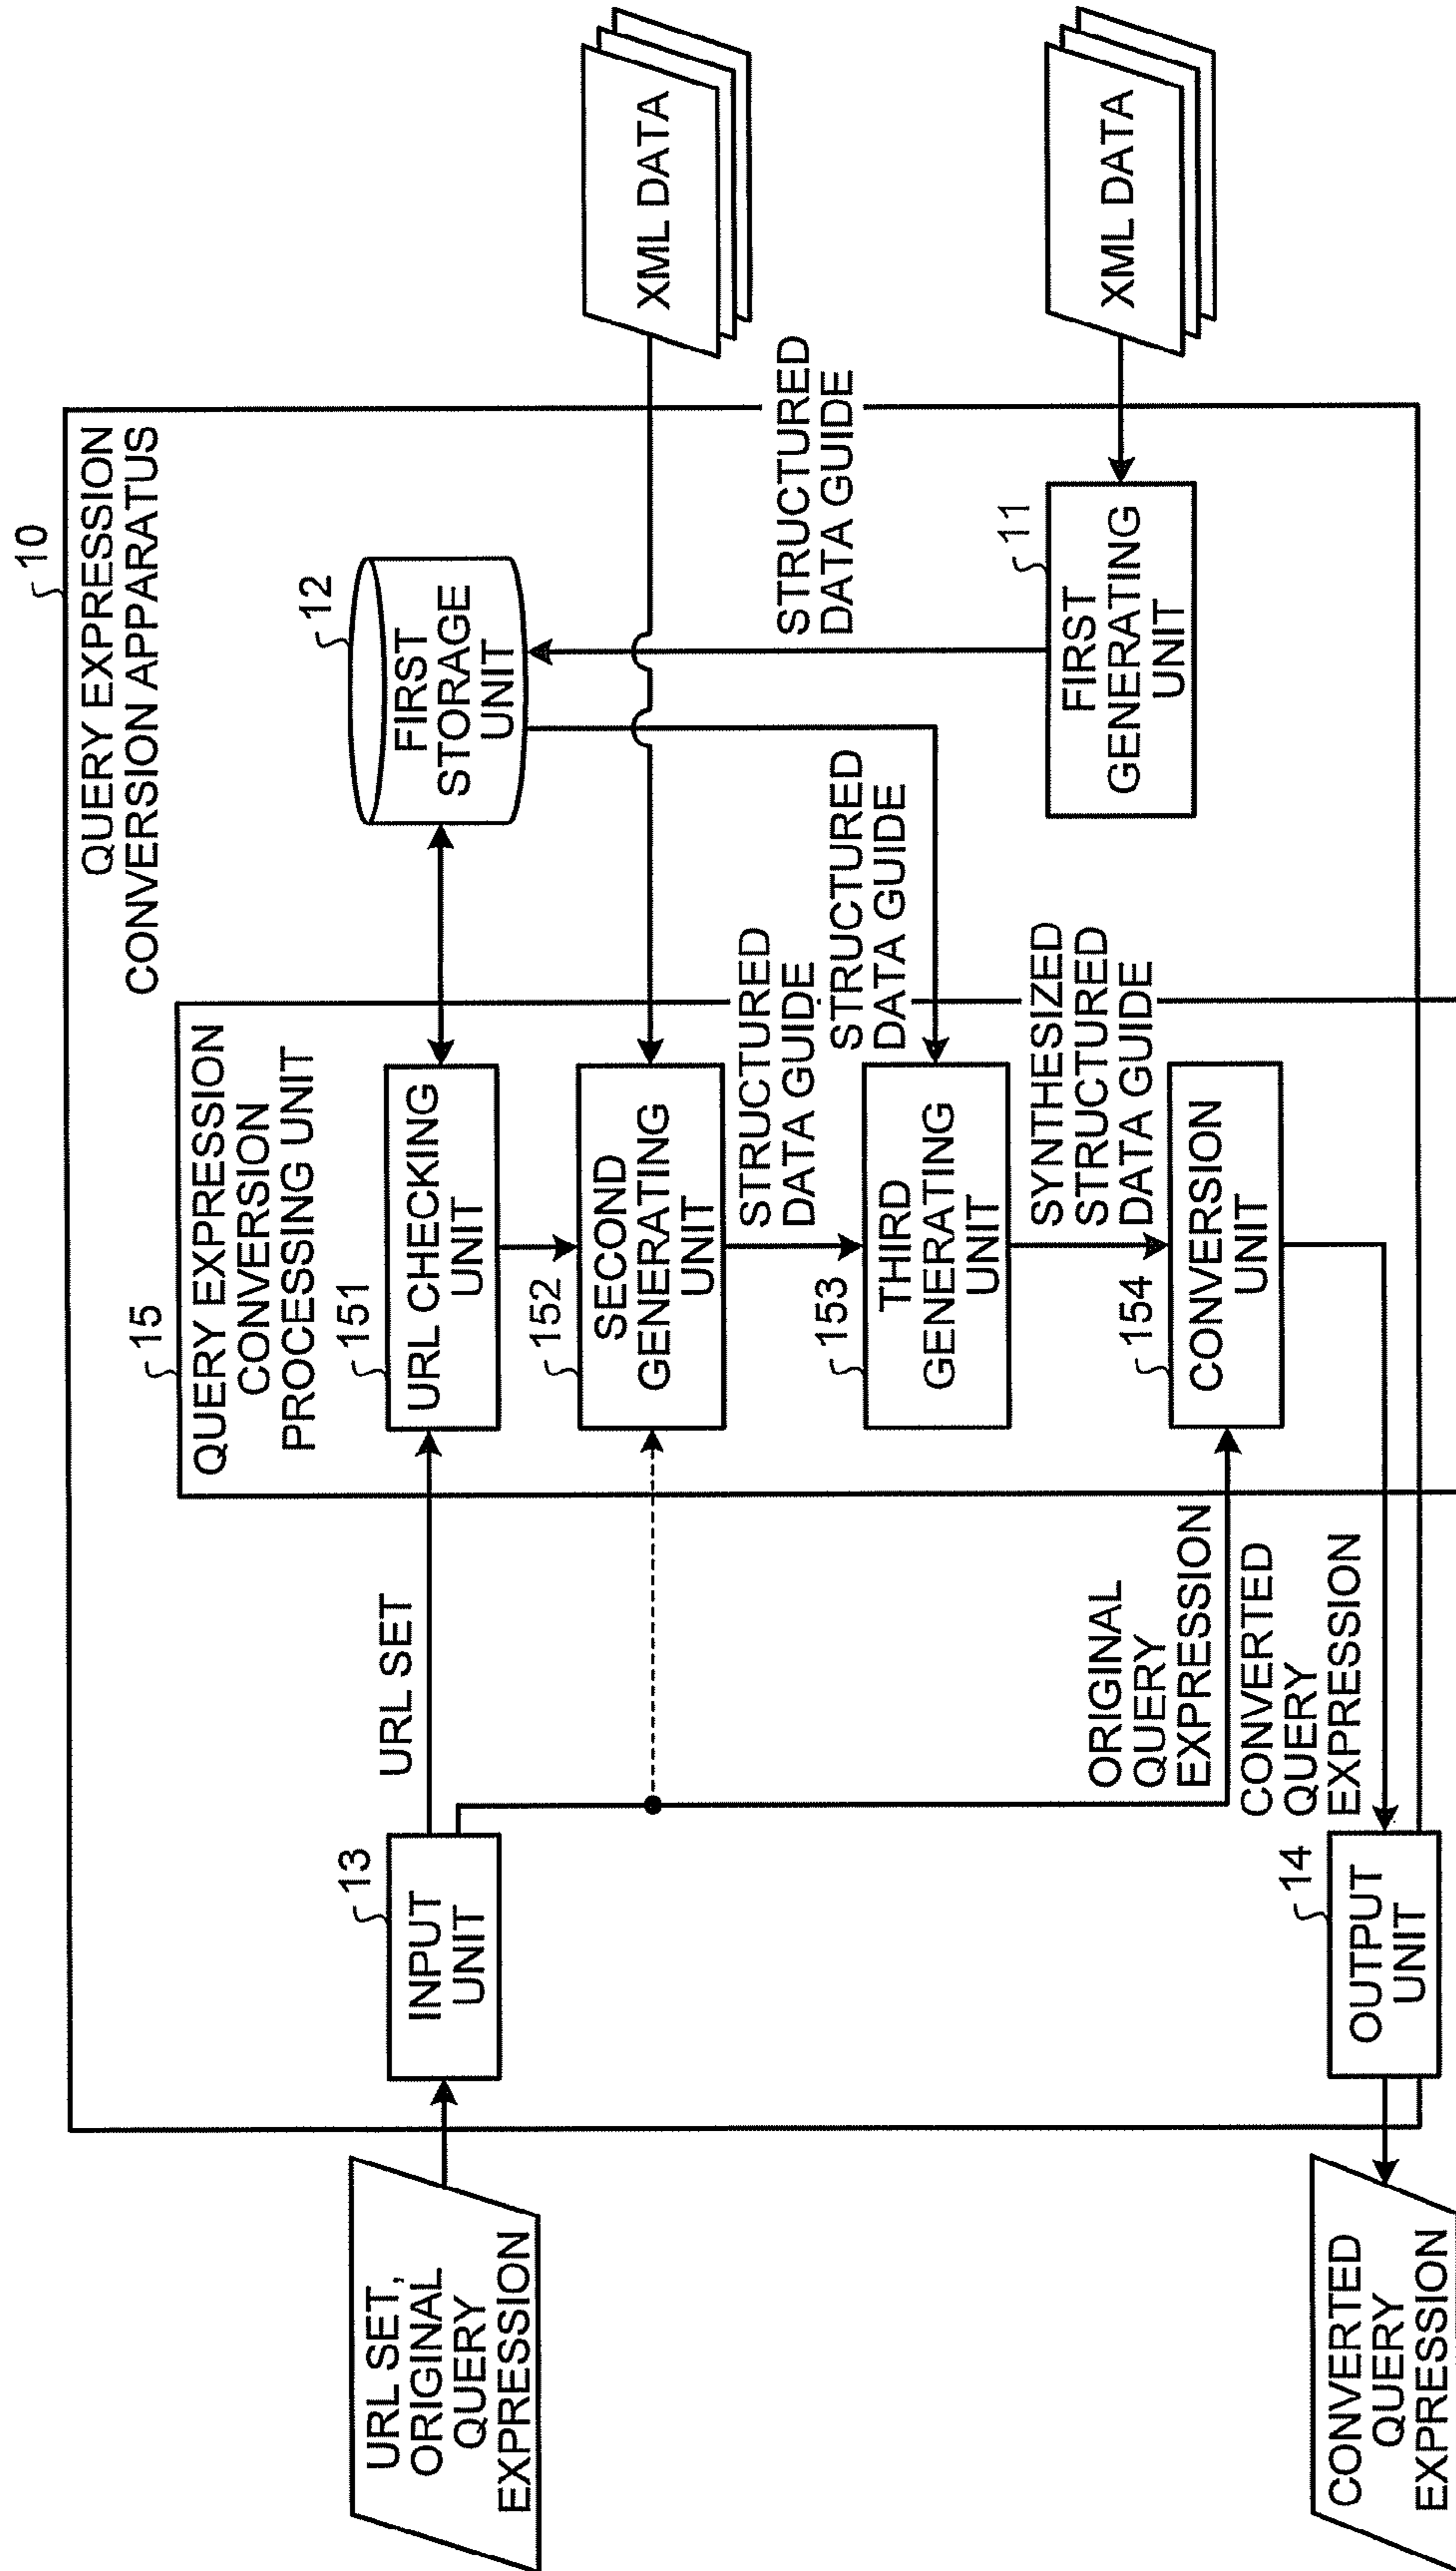 10
QUERY EXPRESSION
CONVERSION APPARATUS
15
QUERY EXPRESSION
CONVERSION
PROCESSING UNIT
URL SET,
ORIGINAL
QUERY
EXPRESSION
13
INPUT
UNIT
URL SET
151
URL CHECKING
UNIT
12
FIRST
STORAGE
UNIT
152
SECOND
GENERATING
UNIT
XML DATA
STRUCTURED
DATA GUIDE
STRUCTURED
DATA GUIDE
STRUCTURED
DATA GUIDE
153
THIRD
GENERATING
UNIT
11
FIRST
GENERATING
UNIT
XML DATA
SYNTHESIZED
STRUCTURED
DATA GUIDE
ORIGINAL
QUERY
EXPRESSION
154
CONVERSION
UNIT
CONVERTED
QUERY
EXPRESSION
14
OUTPUT
UNIT
CONVERTED
QUERY
EXPRESSION